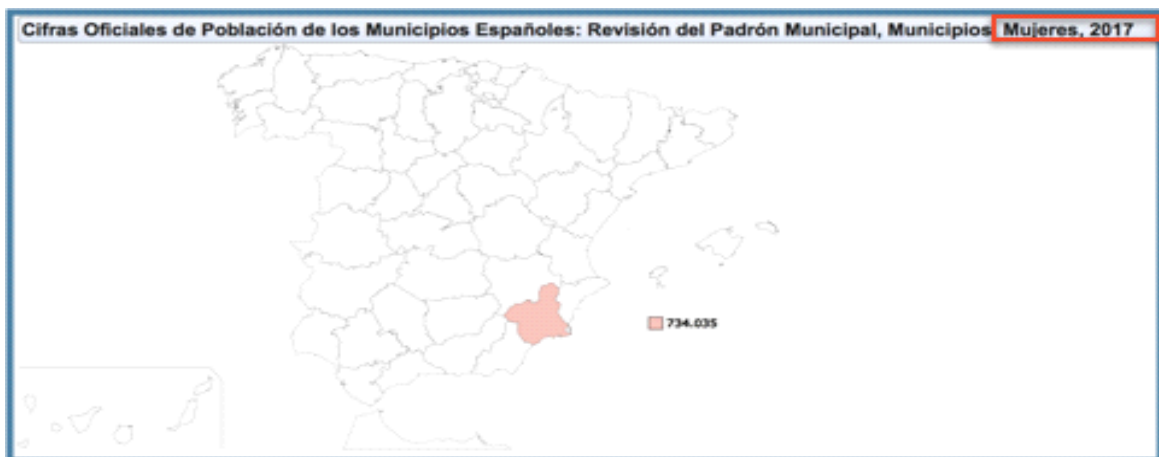 Cifras Oficiales de Población de los Municipios Españoles: Revisión del Padrón Municipal, Municipios Mujeres, 2017
734.035